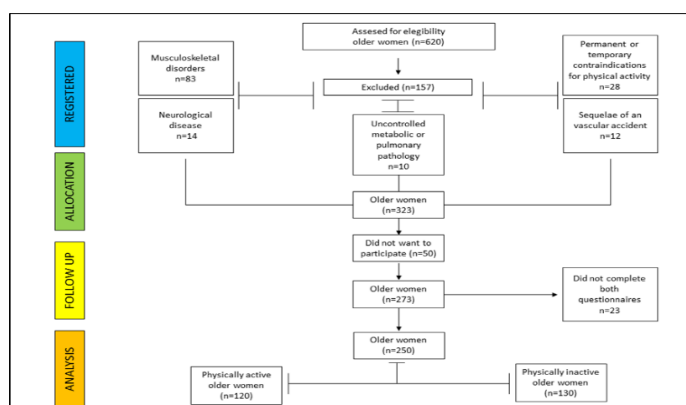 REGISTERED
ALLOCATION
FOLLOW UP
ANALYSIS
Assesed for elegibility
older women (n=620)
Musculoskeletal
disorders
n=83
Excluded (n=157)
Permanent or
temporary
contraindications
for physical activity
n=28
Neurological
disease
n=14
Uncontrolled
metabolic or
pulmonary
pathology
n=10
Sequelae of an
vascular accident
n=12
Older women
(n=323)
Did not want to
participate (n=50)
Older women
(n=273)
Did not complete
both
questionnaires
n=23
Older women
(n=250)
Physically active
older women
(n=120)
Physically inactive
older women
(n=130)